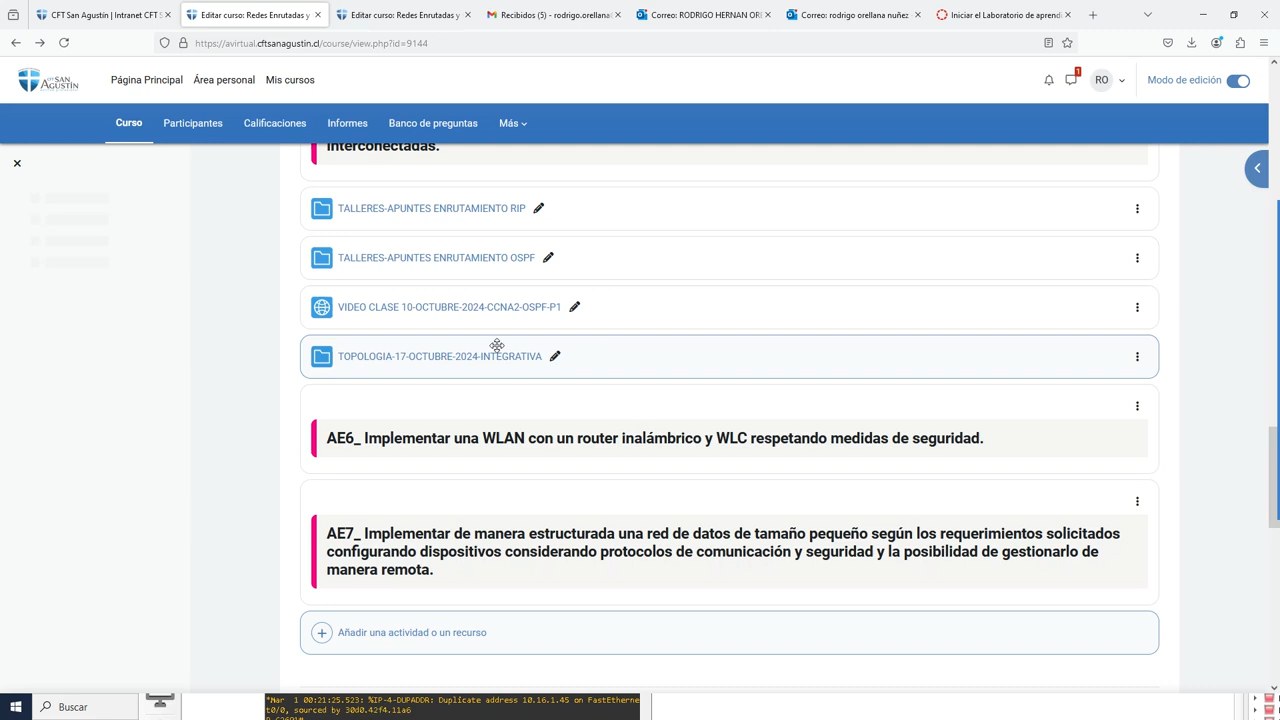 CFT San Agustín | Intranet CFT S
Editar curso: Redes Enrutadas y
Editar curso: Redes Enrutadas y
Recibidos (5) - rodrigo.orellana
Correo: RODRIGO HERNAN OR
Correo: rodrigo orellana nuñez
Iniciar el Laboratorio de aprend
https://avirtual.cftsanagustin.cl/course/view.php?id=9144
CFT SAN AGUSTÍN
Página Principal
Área personal
Mis cursos
1
RO
Modo de edición
Curso
Participantes
Calificaciones
Informes
Banco de preguntas
Más
interconectadas.
TALLERES-APUNTES ENRUTAMIENTO RIP
TALLERES-APUNTES ENRUTAMIENTO OSPF
VIDEO CLASE 10-OCTUBRE-2024-CCNA2-OSPF-P1
TOPOLOGIA-17-OCTUBRE-2024-INTEGRATIVA
AE6_ Implementar una WLAN con un router inalámbrico y WLC respetando medidas de seguridad.
AE7_ Implementar de manera estructurada una red de datos de tamaño pequeño según los requerimientos solicitados
configurando dispositivos considerando protocolos de comunicación y seguridad y la posibilidad de gestionarlo de
manera remota.
Añadir una actividad o un recurso
Buscar
*Mar 1 00:21:25.523: %IP-4-DUPADDR: Duplicate address 10.16.1.45 on FastEtherne
t0/0, sourced by 30d0.42f4.11a6